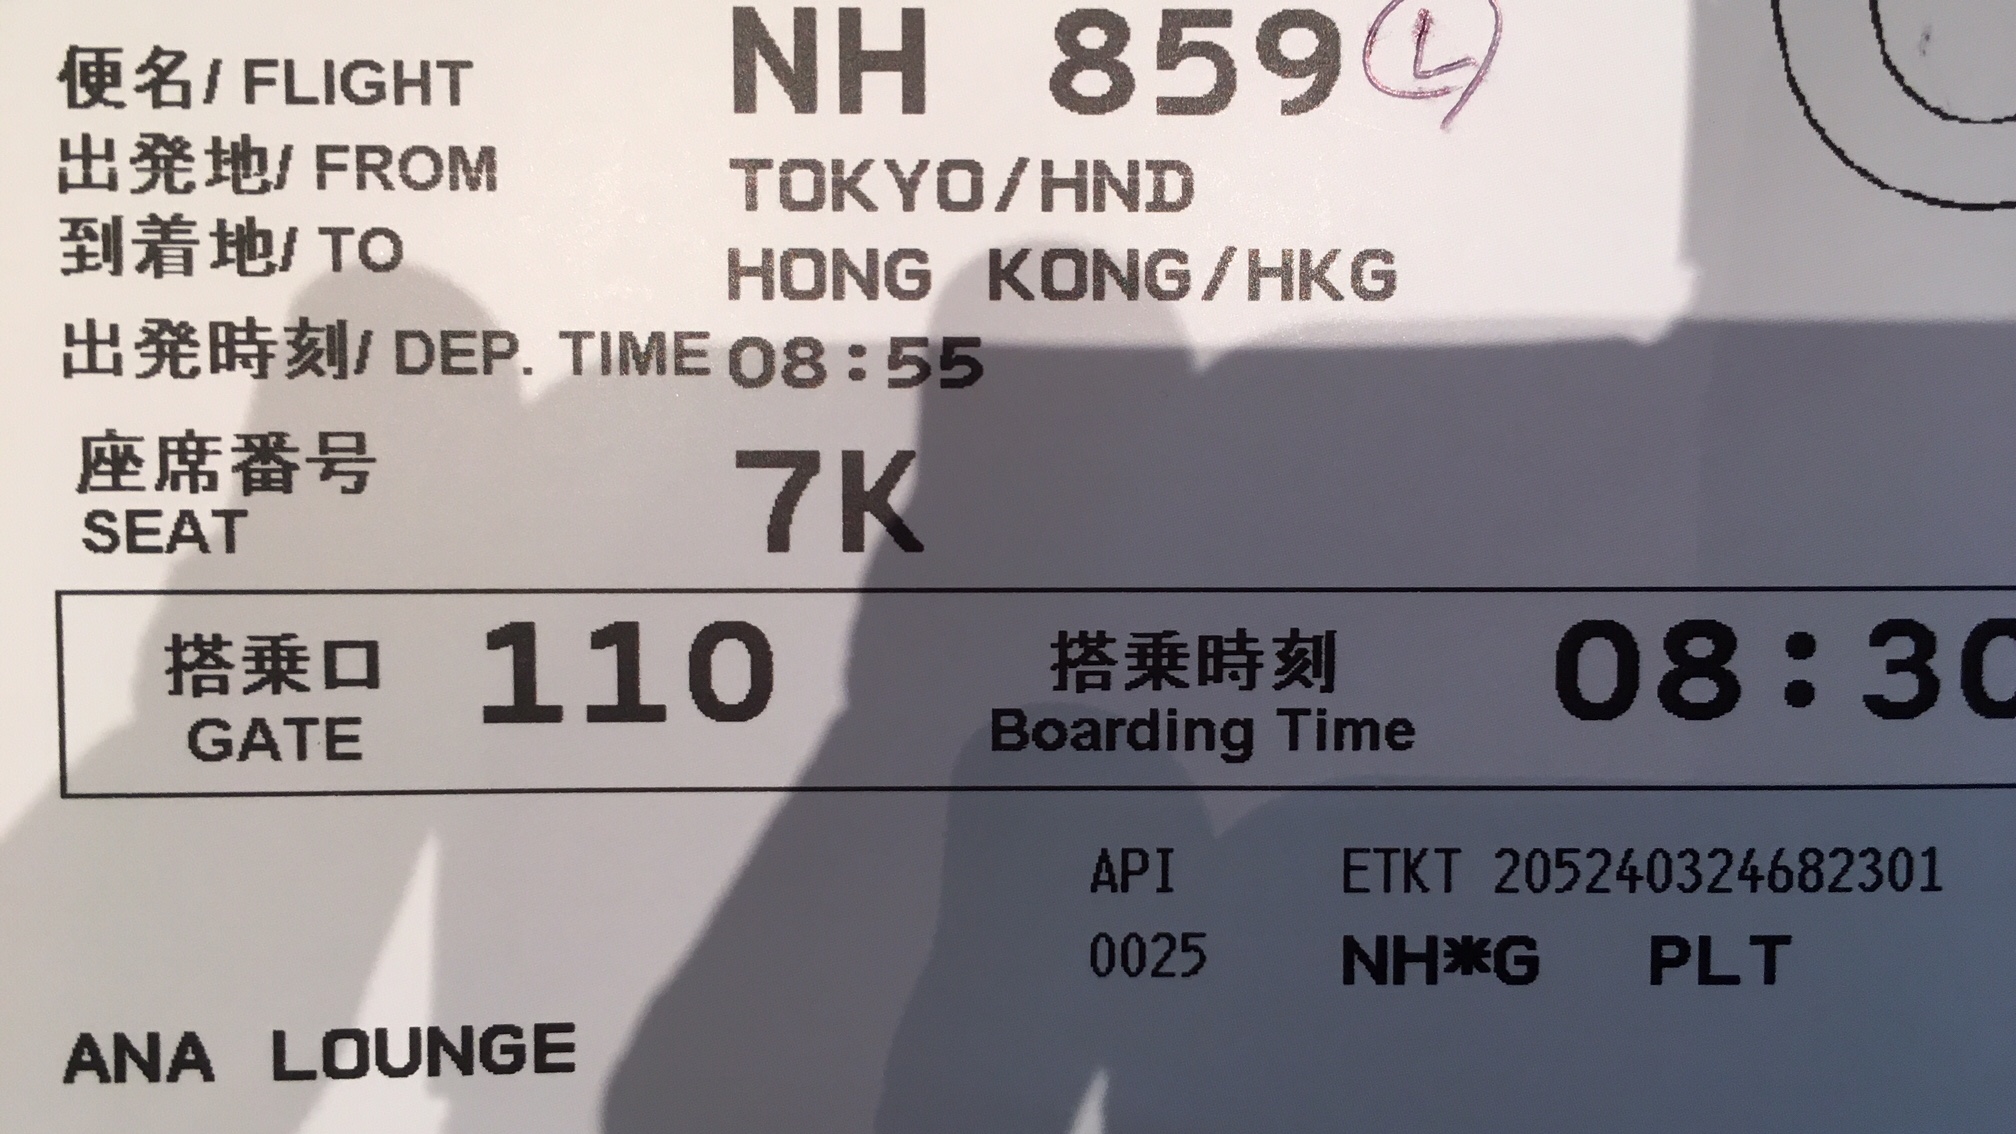 便名/ FLIGHT NH 859 L
出発地/ FROM TOKYO/HND
到着地/ TO HONG KONG/HKG
出発時刻/ DEP. TIME 08:55
座席番号 7K
SEAT
搭乗口 110 搭乗時刻 08:30
GATE Boarding Time
API ETKT 205240324682301
0025 NH*G PLT
ANA LOUNGE